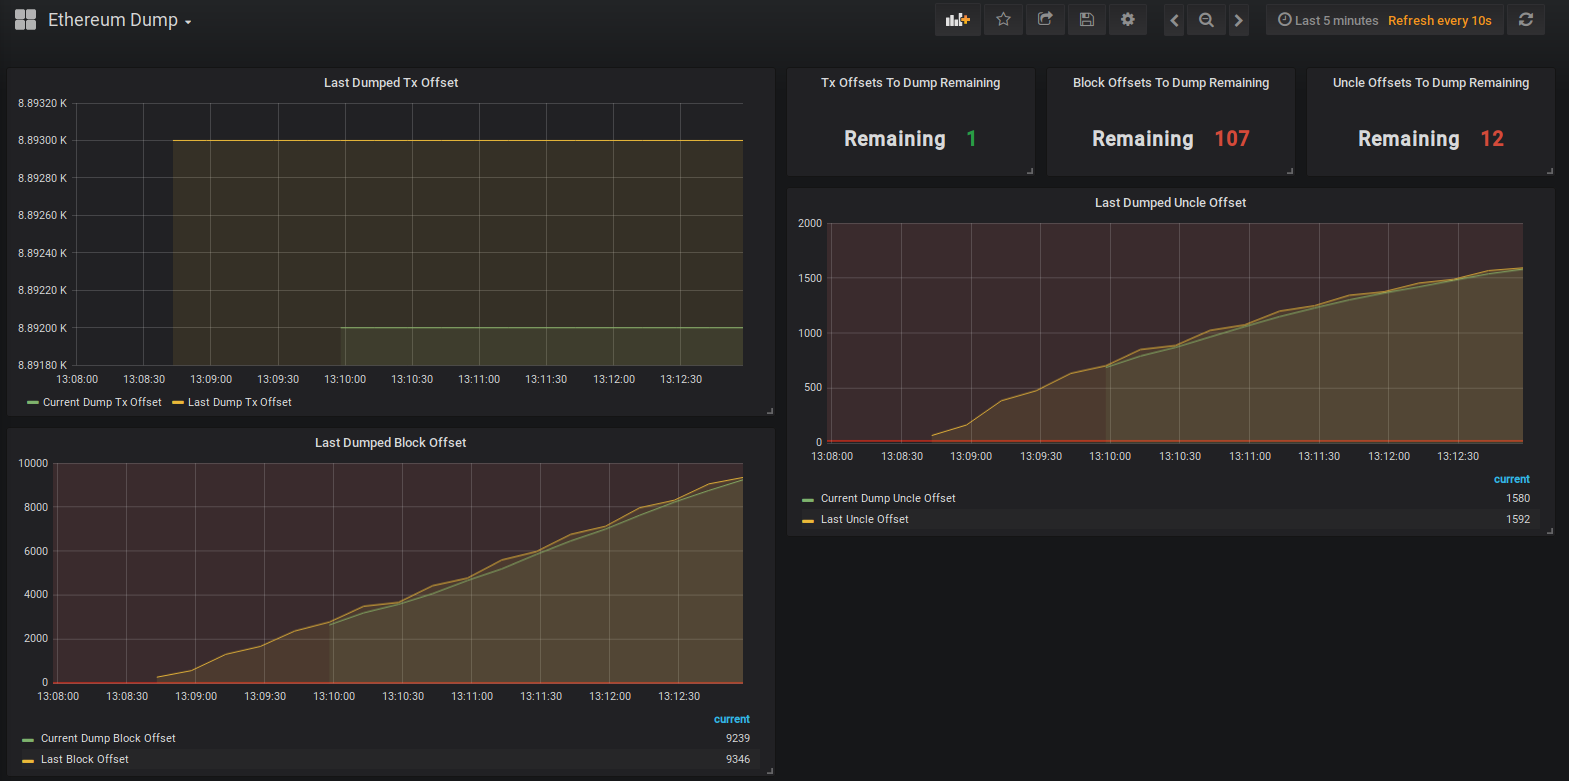 Ethereum Dump
Last 5 minutes Refresh every 10s
Last Dumped Tx Offset
8.89320 K
8.89300 K
8.89280 K
8.89260 K
8.89240 K
8.89220 K
8.89200 K
8.89180 K
13:08:00 13:08:30 13:09:00 13:09:30 13:10:00 13:10:30 13:11:00 13:11:30 13:12:00 13:12:30
Current Dump Tx Offset Last Dump Tx Offset
Tx Offsets To Dump Remaining
Remaining 1
Block Offsets To Dump Remaining
Remaining 107
Uncle Offsets To Dump Remaining
Remaining 12
Last Dumped Uncle Offset
2000
1500
1000
500
0
13:08:00 13:08:30 13:09:00 13:09:30 13:10:00 13:10:30 13:11:00 13:11:30 13:12:00 13:12:30
current
Current Dump Uncle Offset 1580
Last Uncle Offset 1592
Last Dumped Block Offset
10000
8000
6000
4000
2000
0
13:08:00 13:08:30 13:09:00 13:09:30 13:10:00 13:10:30 13:11:00 13:11:30 13:12:00 13:12:30
current
Current Dump Block Offset 9239
Last Block Offset 9346